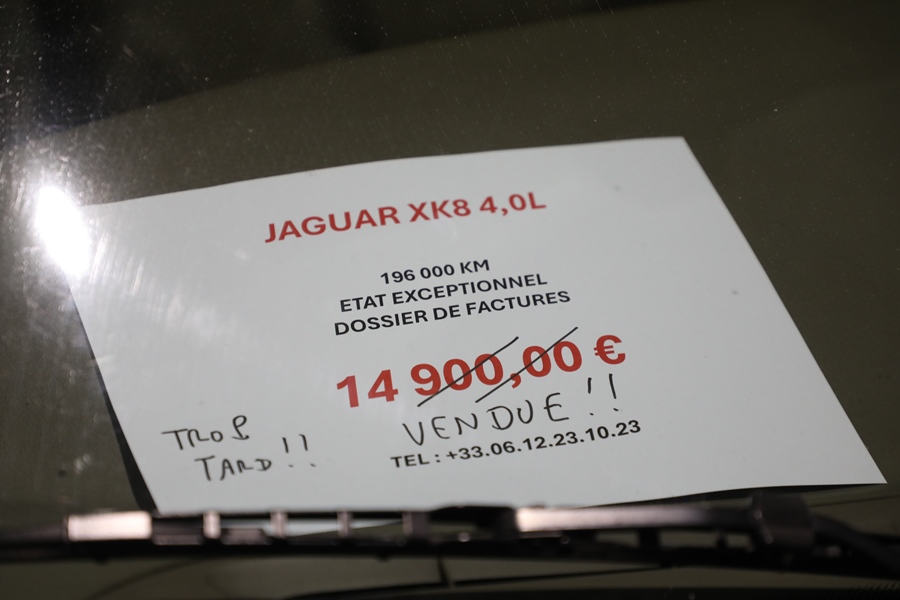 JAGUAR XK8 4,0L
196 000 KM
ETAT EXCEPTIONNEL
DOSSIER DE FACTURES
14 900,00 €
VENDUE !!
TROP
TARD !!
TEL : +33.06.12.23.10.23